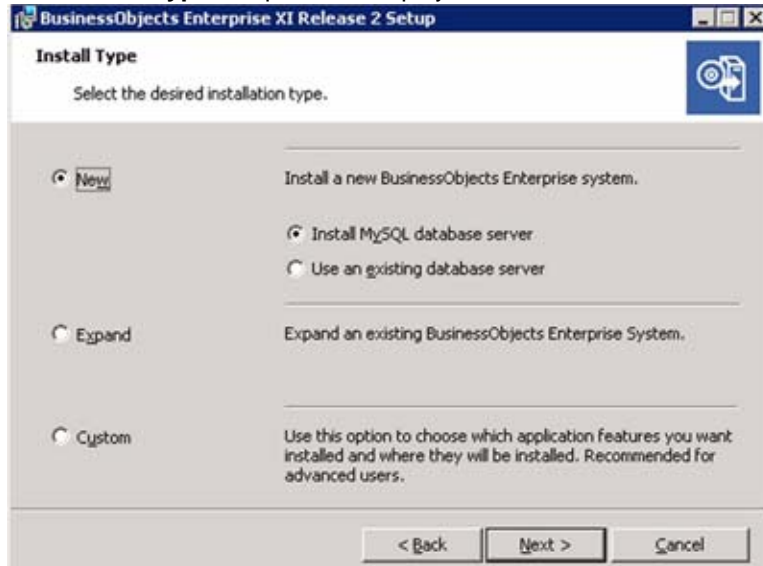 BusinessObjects Enterprise XI Release 2 Setup
Install Type
Select the desired installation type.
New
Install a new BusinessObjects Enterprise system.
Install MySQL database server
Use an existing database server
Expand
Expand an existing BusinessObjects Enterprise System.
Custom
Use this option to choose which application features you want
installed and where they will be installed. Recommended for
advanced users.
< Back
Next >
Cancel